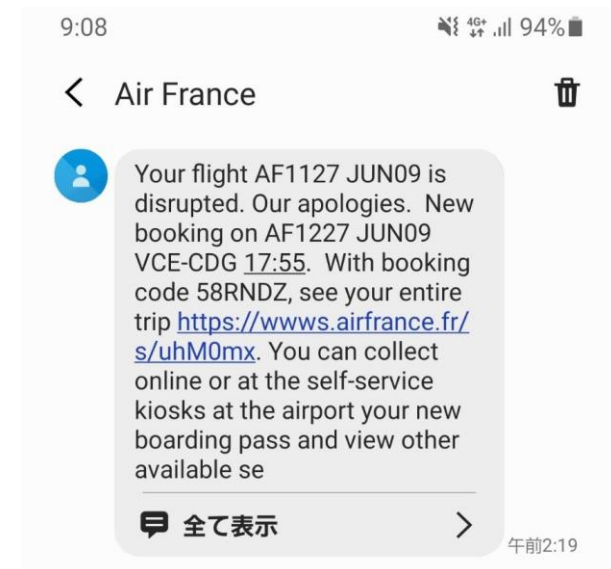 9:08 4G+ 94%
Air France
Your flight AF1127 JUN09 is
disrupted. Our apologies.  New
booking on AF1227 JUN09
VCE-CDG 17:55.  With booking
code 58RNDZ, see your entire
trip https://wwws.airfrance.fr/
s/uhM0mx. You can collect
online or at the self-service
kiosks at the airport your new
boarding pass and view other
available se
全て表示
午前2:19